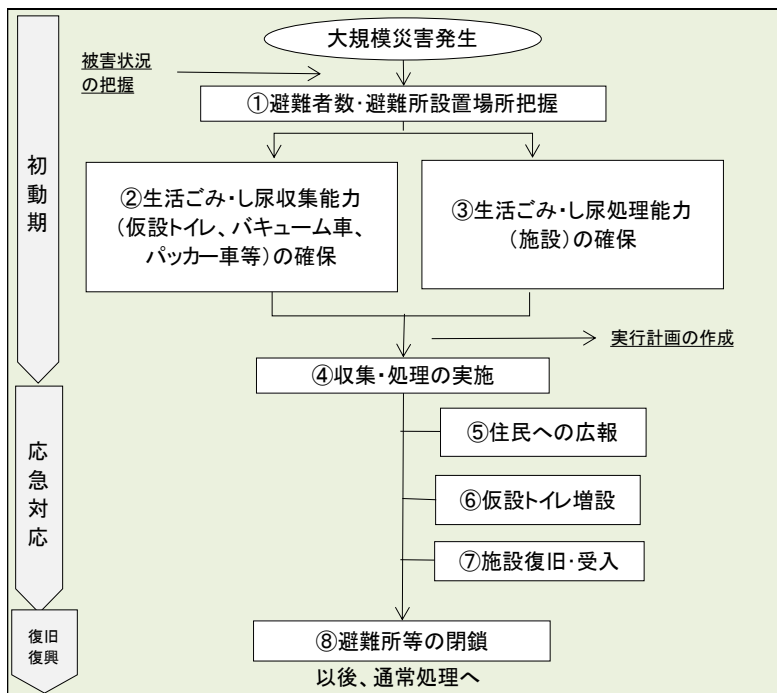 大規模災害発生
被害状況
の把握
①避難者数・避難所設置場所把握
初動期
②生活ごみ・し尿収集能力
（仮設トイレ、バキューム車、
パッカー車等）の確保
③生活ごみ・し尿処理能力
（施設）の確保
実行計画の作成
④収集・処理の実施
応急対応
⑤住民への広報
⑥仮設トイレ増設
⑦施設復旧・受入
復旧
復興
⑧避難所等の閉鎖
以後、通常処理へ